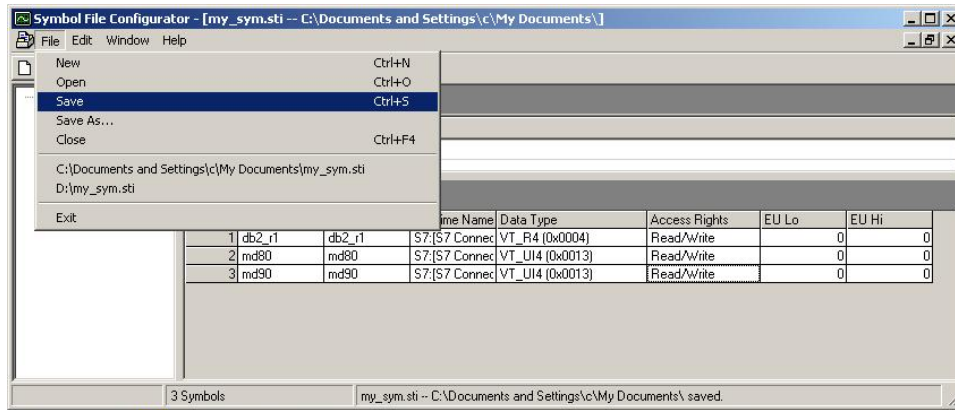 Symbol File Configurator - [my_sym.sti -- C:\Documents and Settings\c\My Documents\]
File Edit Window Help
New Ctrl+N
Open Ctrl+O
Save Ctrl+S
Save As...
Close Ctrl+F4
C:\Documents and Settings\c\My Documents\my_sym.sti
D:\my_sym.sti
Exit
Name Data Type Access Rights EU Lo EU Hi
1 db2_r1 db2_r1 S7:[S7 Connec VT_R4 (0x0004) Read/Write 0 0
2 md80 md80 S7:[S7 Connec VT_UI4 (0x0013) Read/Write 0 0
3 md90 md90 S7:[S7 Connec VT_UI4 (0x0013) Read/Write 0 0
3 Symbols my_sym.sti -- C:\Documents and Settings\c\My Documents\ saved.